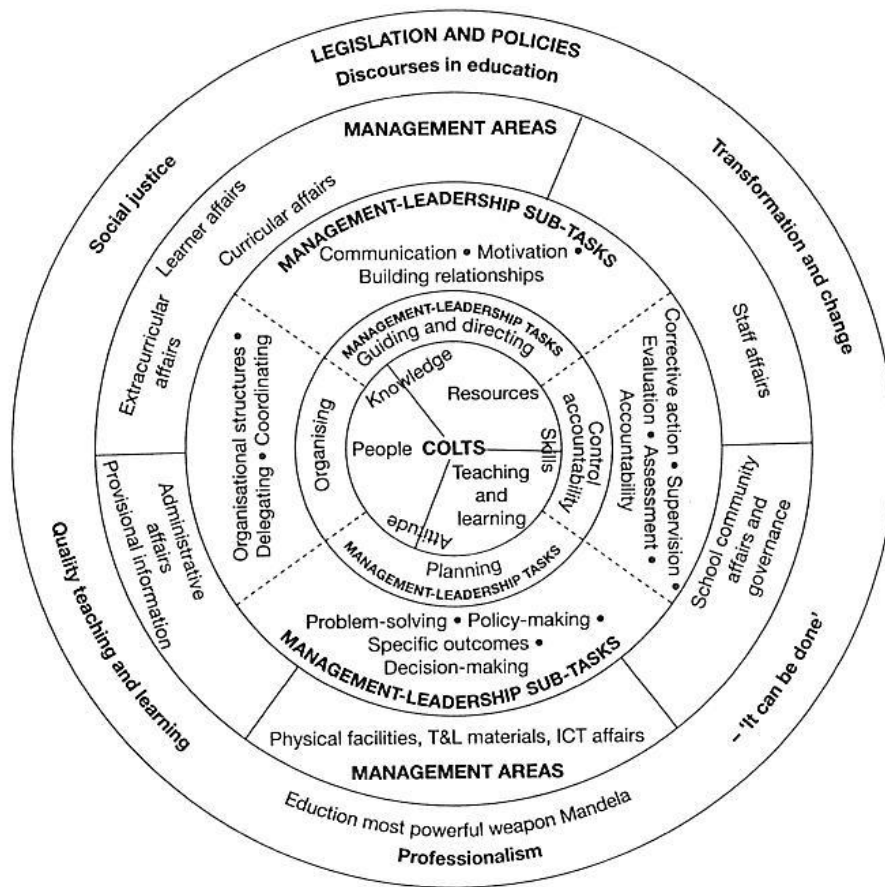 LEGISLATION AND POLICIES
Discourses in education
Social justice
Transformation and change
Quality teaching and learning
– 'It can be done'
Eduction most powerful weapon Mandela
Professionalism
MANAGEMENT AREAS
Learner affairs
Curricular affairs
Extracurricular
affairs
Staff affairs
Administrative
affairs
Provisional information
School community
affairs and
governance
Physical facilities, T&L materials, ICT affairs
MANAGEMENT AREAS
MANAGEMENT-LEADERSHIP SUB-TASKS
Communication • Motivation •
Building relationships
Organisational structures •
Delegating • Coordinating
Corrective action • Supervision •
Evaluation • Assessment •
Accountability
Problem-solving • Policy-making •
Specific outcomes •
Decision-making
MANAGEMENT-LEADERSHIP SUB-TASKS
MANAGEMENT-LEADERSHIP TASKS
Guiding and directing
Organising
Control
accountability
Planning
MANAGEMENT-LEADERSHIP TASKS
Knowledge
Resources
Skills
People
COLTS
Teaching
and
learning
Attitude